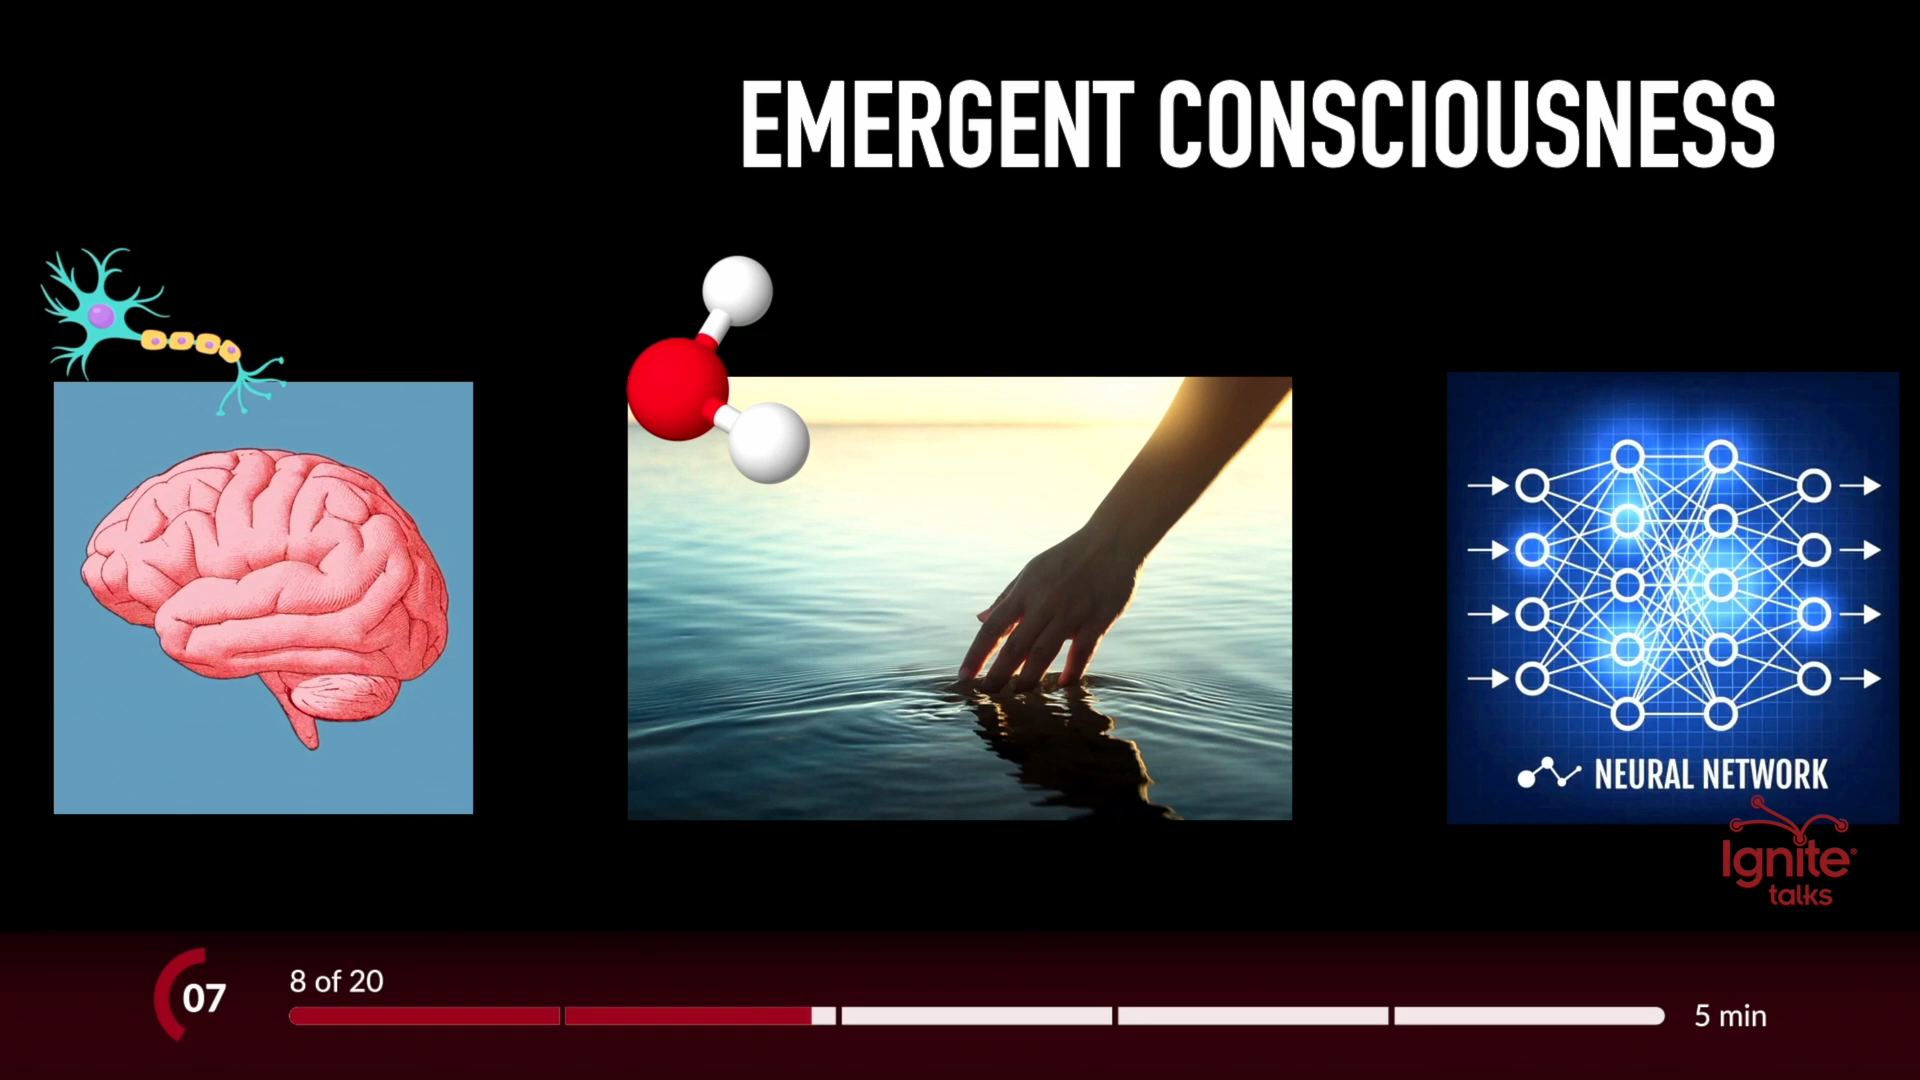 EMERGENT CONSCIOUSNESS
NEURAL NETWORK
Ignite®
talks
07
8 of 20
5 min